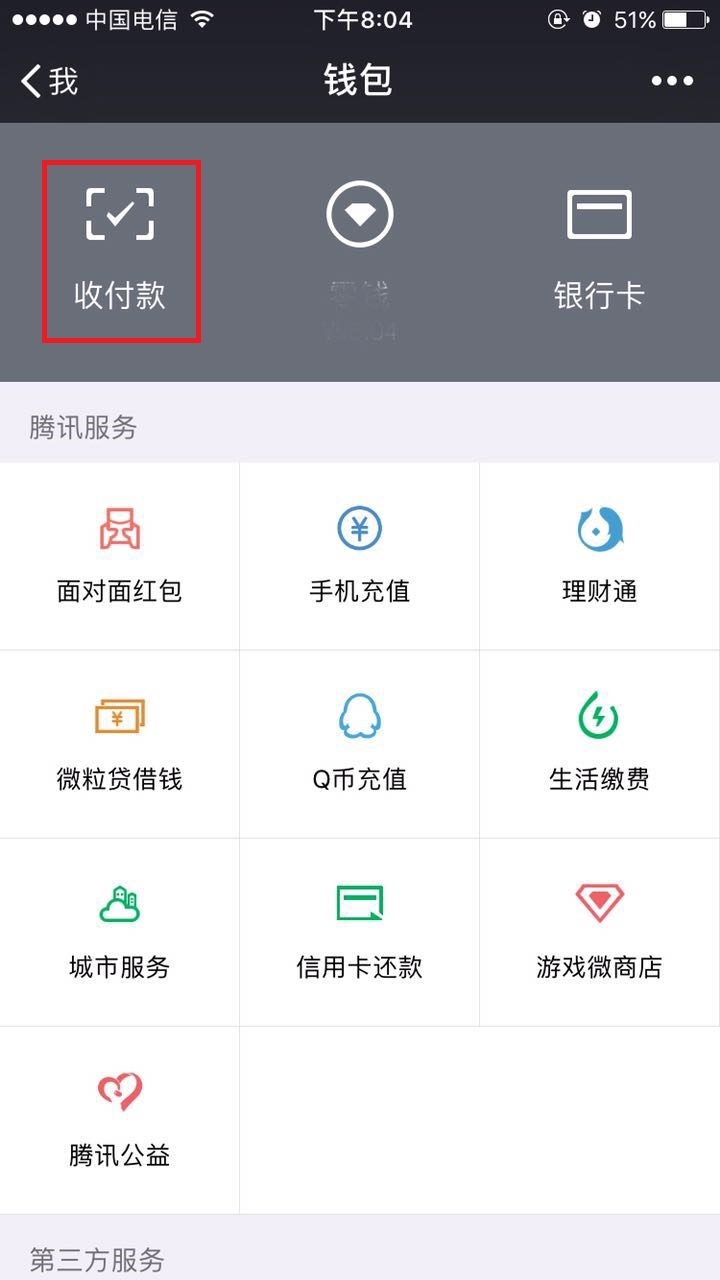 中国电信 下午8:04 51%
我 钱包
收付款 零钱 银行卡
腾讯服务
面对面红包 手机充值 理财通
微粒贷借钱 Q币充值 生活缴费
城市服务 信用卡还款 游戏微商店
腾讯公益
第三方服务